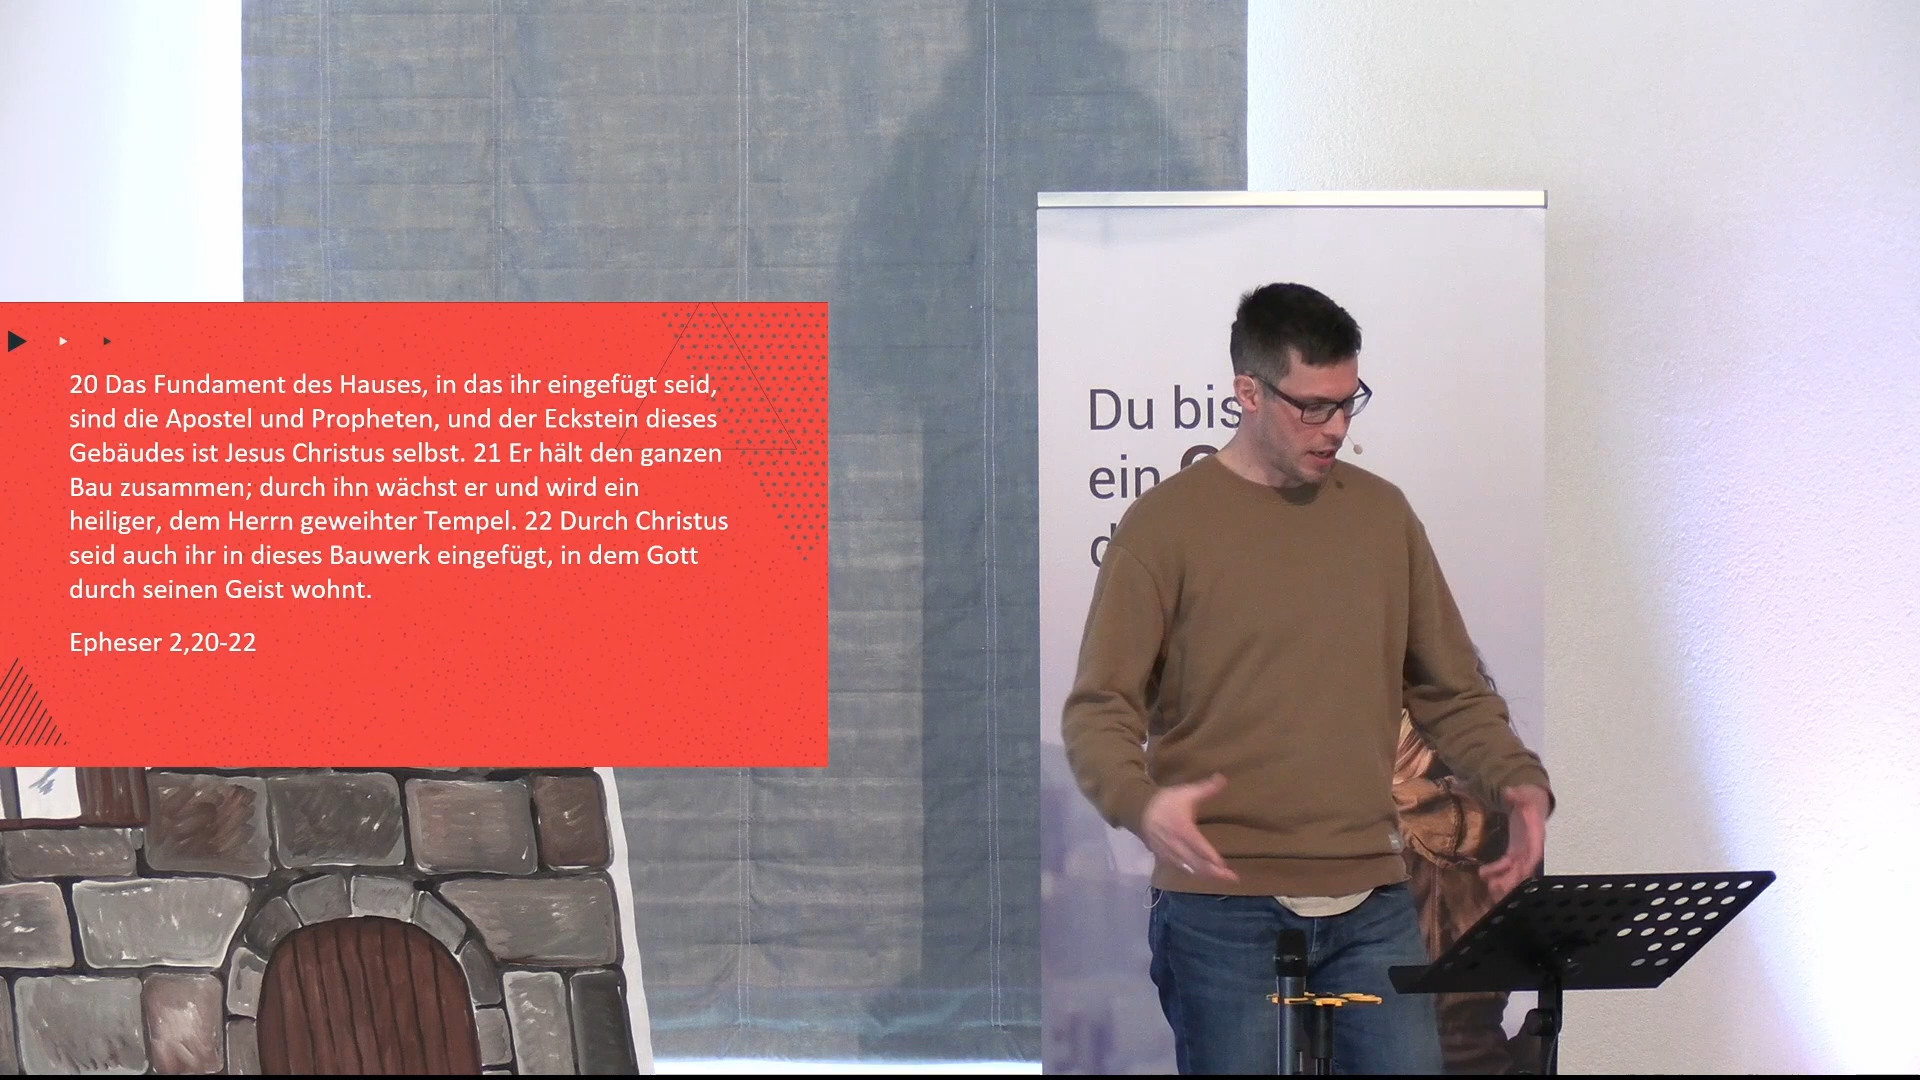 20 Das Fundament des Hauses, in das ihr eingefügt seid,
sind die Apostel und Propheten, und der Eckstein dieses
Gebäudes ist Jesus Christus selbst. 21 Er hält den ganzen
Bau zusammen; durch ihn wächst er und wird ein
heiliger, dem Herrn geweihter Tempel. 22 Durch Christus
seid auch ihr in dieses Bauwerk eingefügt, in dem Gott
durch seinen Geist wohnt.
Epheser 2,20-22
Du bis
ein